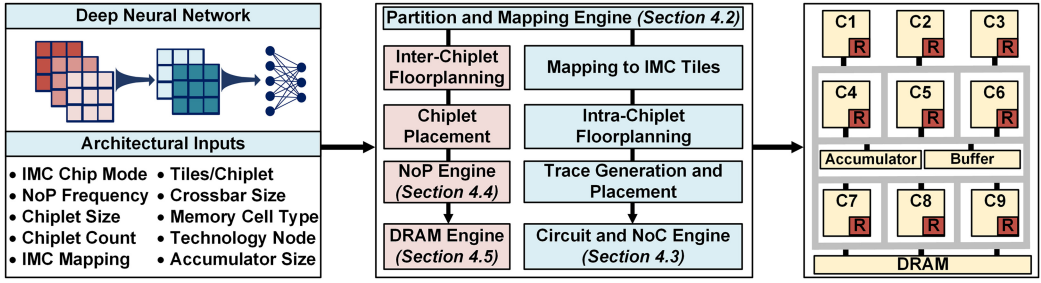 Deep Neural Network
Architectural Inputs
• IMC Chip Mode
• NoP Frequency
• Chiplet Size
• Chiplet Count
• IMC Mapping
• Tiles/Chiplet
• Crossbar Size
• Memory Cell Type
• Technology Node
• Accumulator Size
Partition and Mapping Engine (Section 4.2)
Inter-Chiplet
Floorplanning
Chiplet
Placement
NoP Engine
(Section 4.4)
DRAM Engine
(Section 4.5)
Mapping to IMC Tiles
Intra-Chiplet
Floorplanning
Trace Generation and
Placement
Circuit and NoC Engine
(Section 4.3)
C1 C2 C3
R R R
C4 C5 C6
R R R
Accumulator Buffer
C7 C8 C9
R R R
DRAM